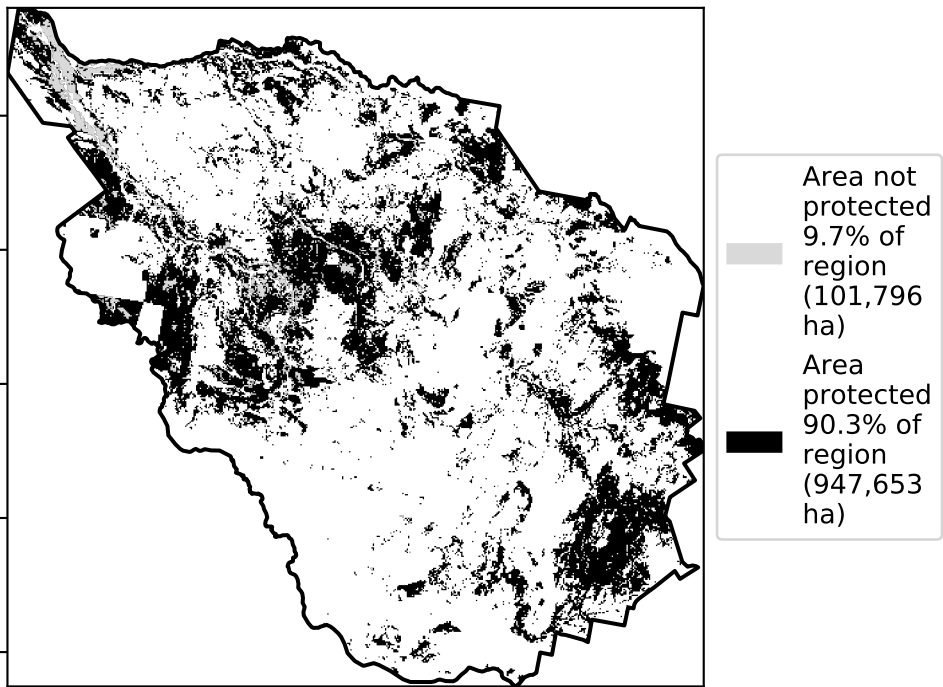 Area not
protected
9.7% of
region
(101,796
ha)
Area
protected
90.3% of
region
(947,653
ha)